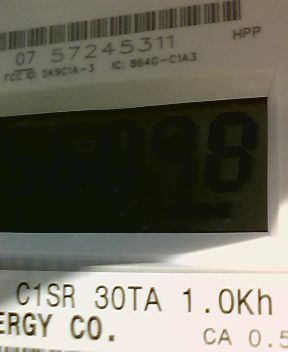 HPP
07 57245311
FCC ID: SK9C1A-3 IC: 864G-C1A3
C1SR 30TA 1.0Kh
ERGY CO.
CA 0.5